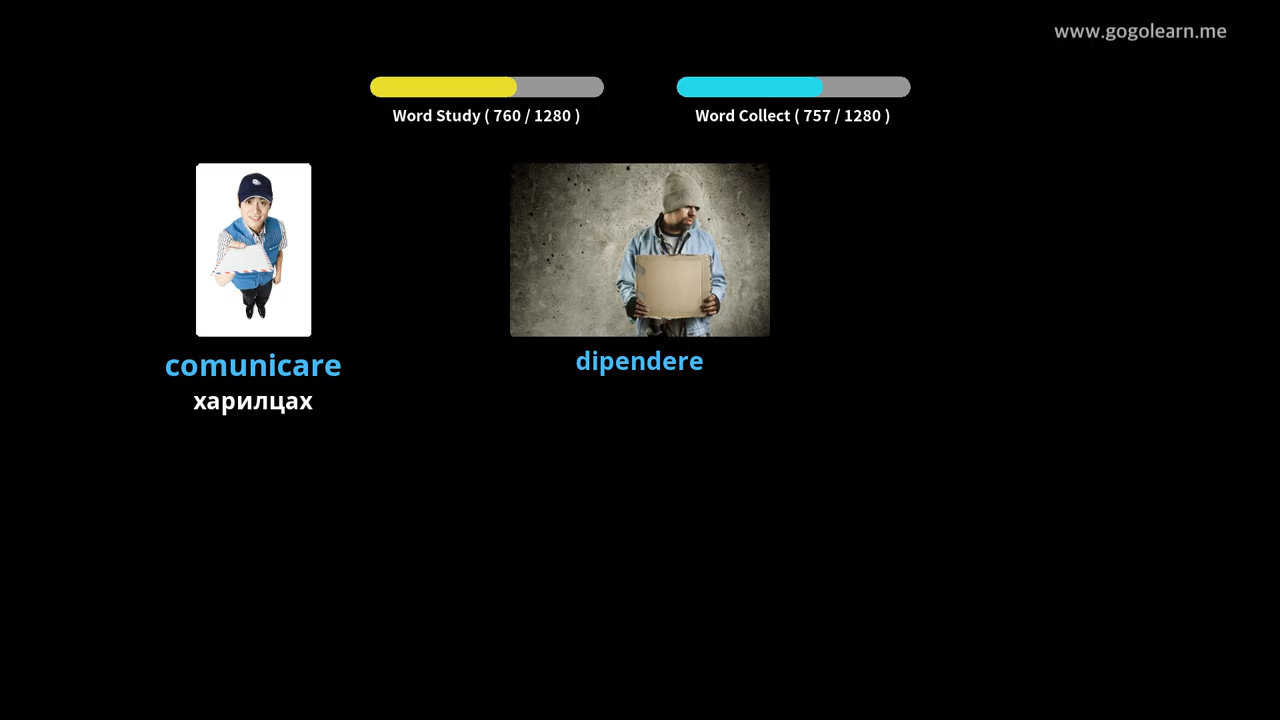 www.gogolearn.me
Word Study ( 760 / 1280 )
Word Collect ( 757 / 1280 )
comunicare
харилцах
dipendere